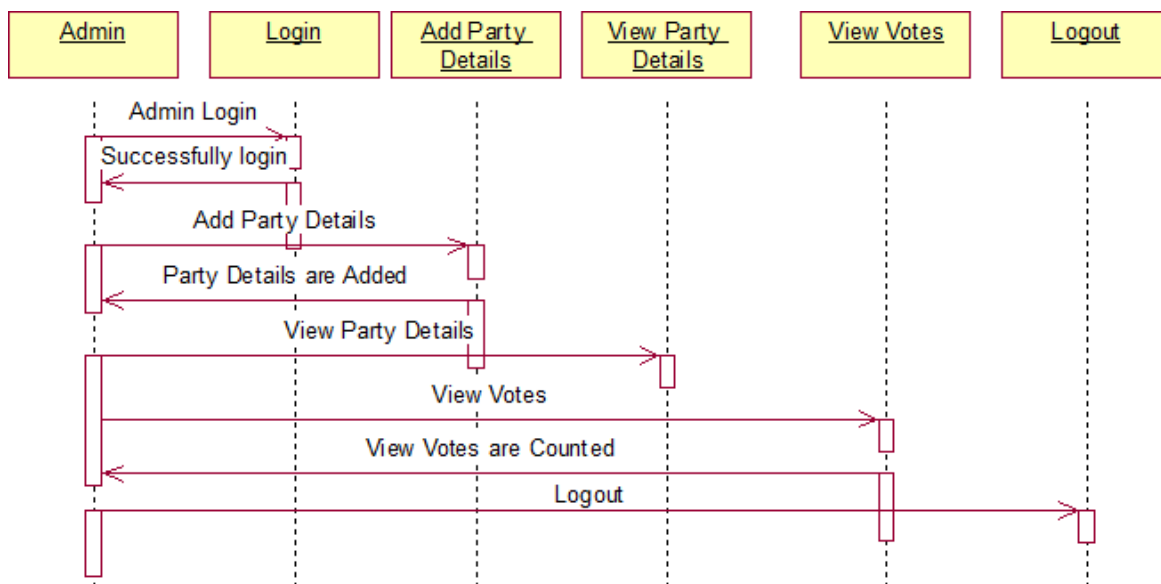 Admin
Login
Add Party
Details
View Party
Details
View Votes
Logout
Admin Login
Successfully login
Add Party Details
Party Details are Added
View Party Details
View Votes
View Votes are Counted
Logout